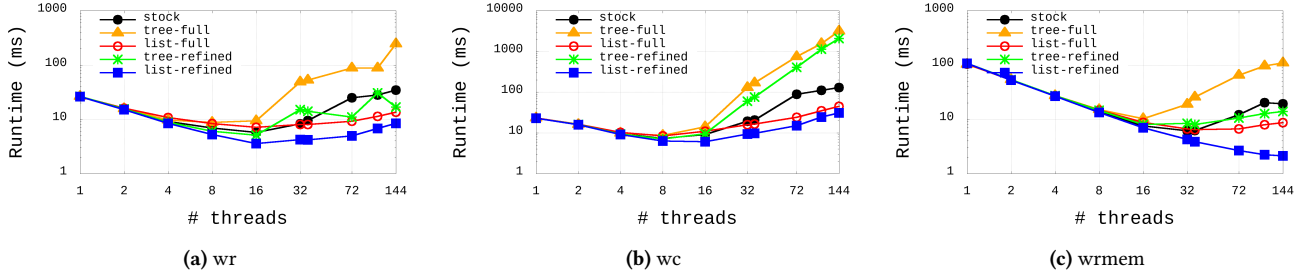 1000
100
10
1
Runtime (ms)
stock
tree-full
list-full
tree-refined
list-refined
1 2 4 8 16 32 72 144
# threads
(a) wr
10000
1000
100
10
1
Runtime (ms)
stock
tree-full
list-full
tree-refined
list-refined
1 2 4 8 16 32 72 144
# threads
(b) wc
1000
100
10
1
Runtime (ms)
stock
tree-full
list-full
tree-refined
list-refined
1 2 4 8 16 32 72 144
# threads
(c) wrmem